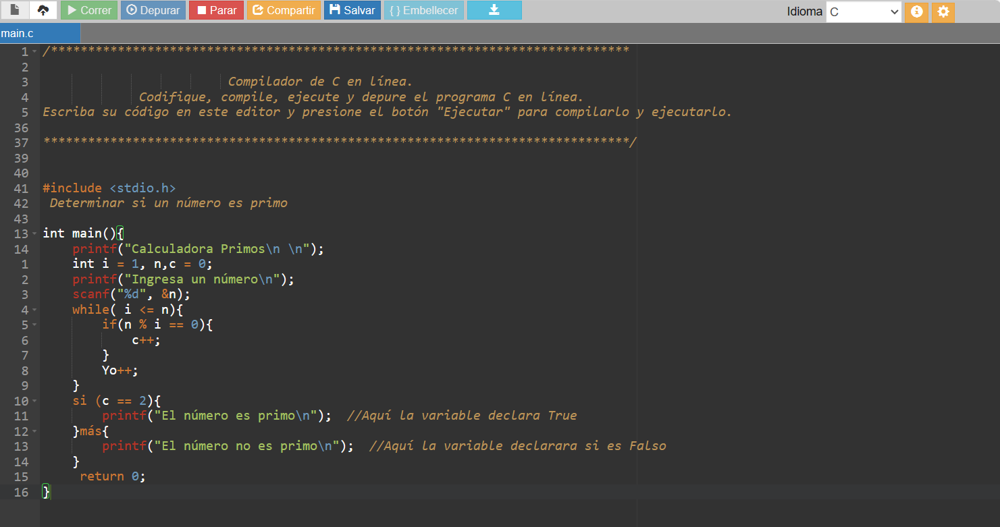 Correr Depurar Parar Compartir Salvar { } Embellecer Idioma C
main.c
1 /******************************************************************************
2
3 Compilador de C en línea.
4 Codifique, compile, ejecute y depure el programa C en línea.
5 Escriba su código en este editor y presione el botón "Ejecutar" para compilarlo y ejecutarlo.
36
37 *******************************************************************************/
39
40
41 #include <stdio.h>
42 Determinar si un número es primo
43
13 int main(){
14 printf("Calculadora Primos\n \n");
1 int i = 1, n,c = 0;
2 printf("Ingresa un número\n");
3 scanf("%d", &n);
4 while( i <= n){
5 if(n % i == 0){
6 c++;
7 }
8 Yo++;
9 }
10 si (c == 2){
11 printf("El número es primo\n"); //Aquí la variable declara True
12 }más{
13 printf("El número no es primo\n"); //Aquí la variable declarara si es Falso
14 }
15 return 0;
16 }